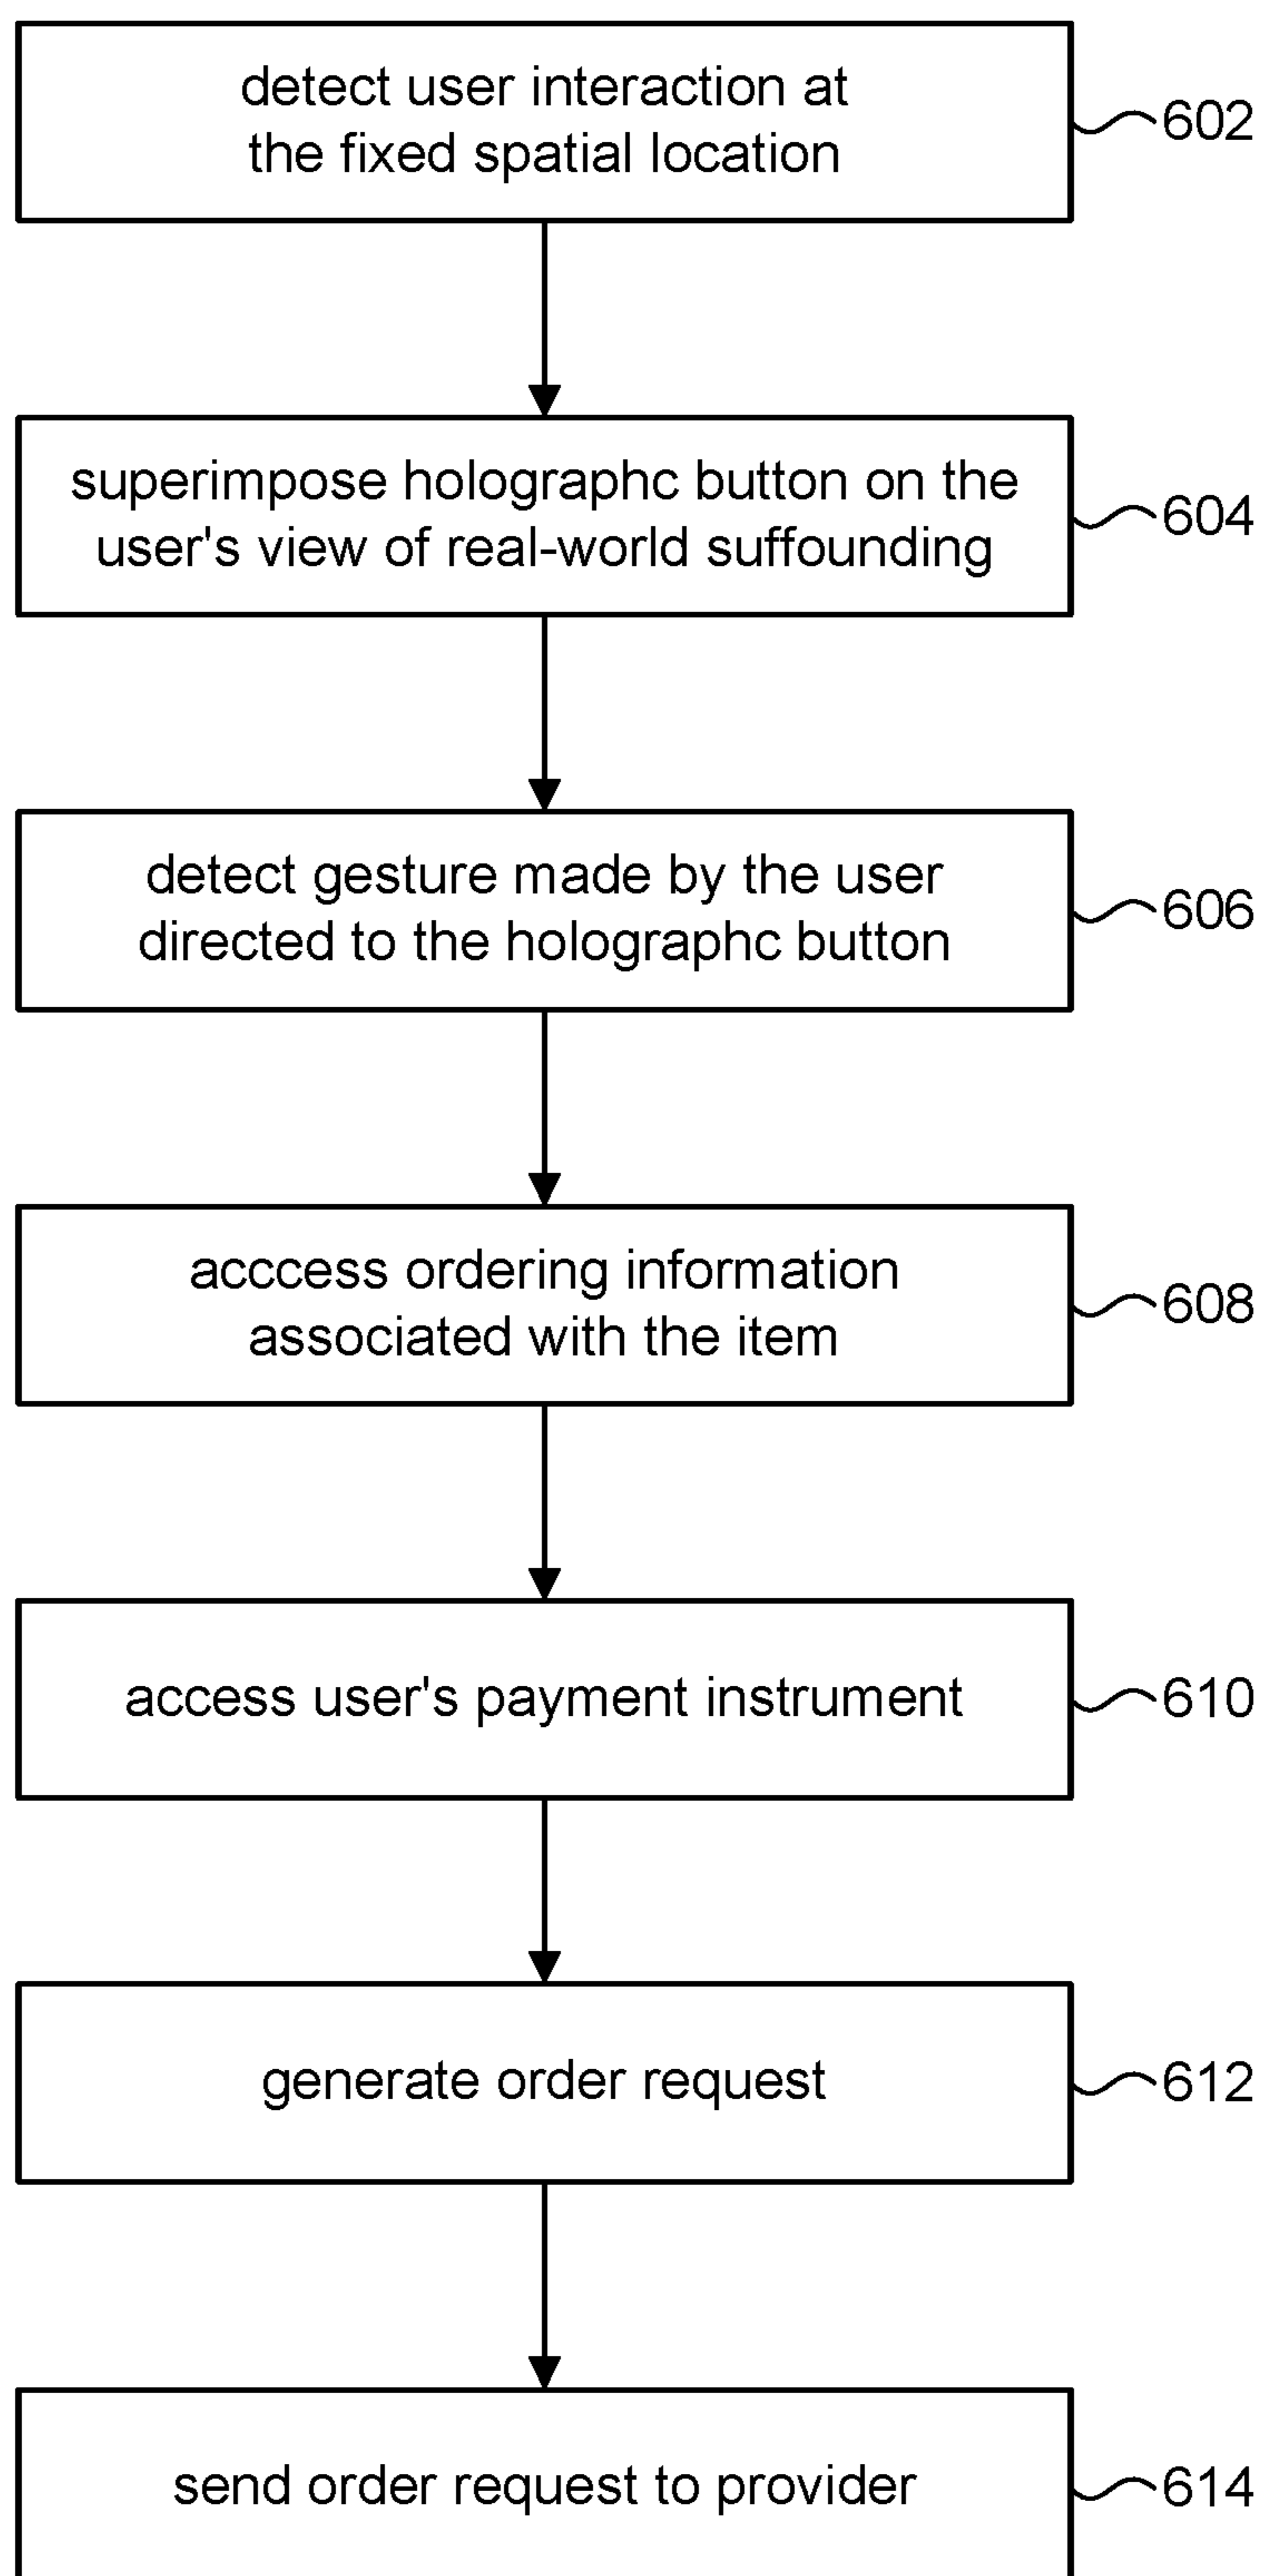 detect user interaction at
the fixed spatial location
602
superimpose holographc button on the
user's view of real-world suffounding
604
detect gesture made by the user
directed to the holographc button
606
acccess ordering information
associated with the item
608
access user's payment instrument
610
generate order request
612
send order request to provider
614